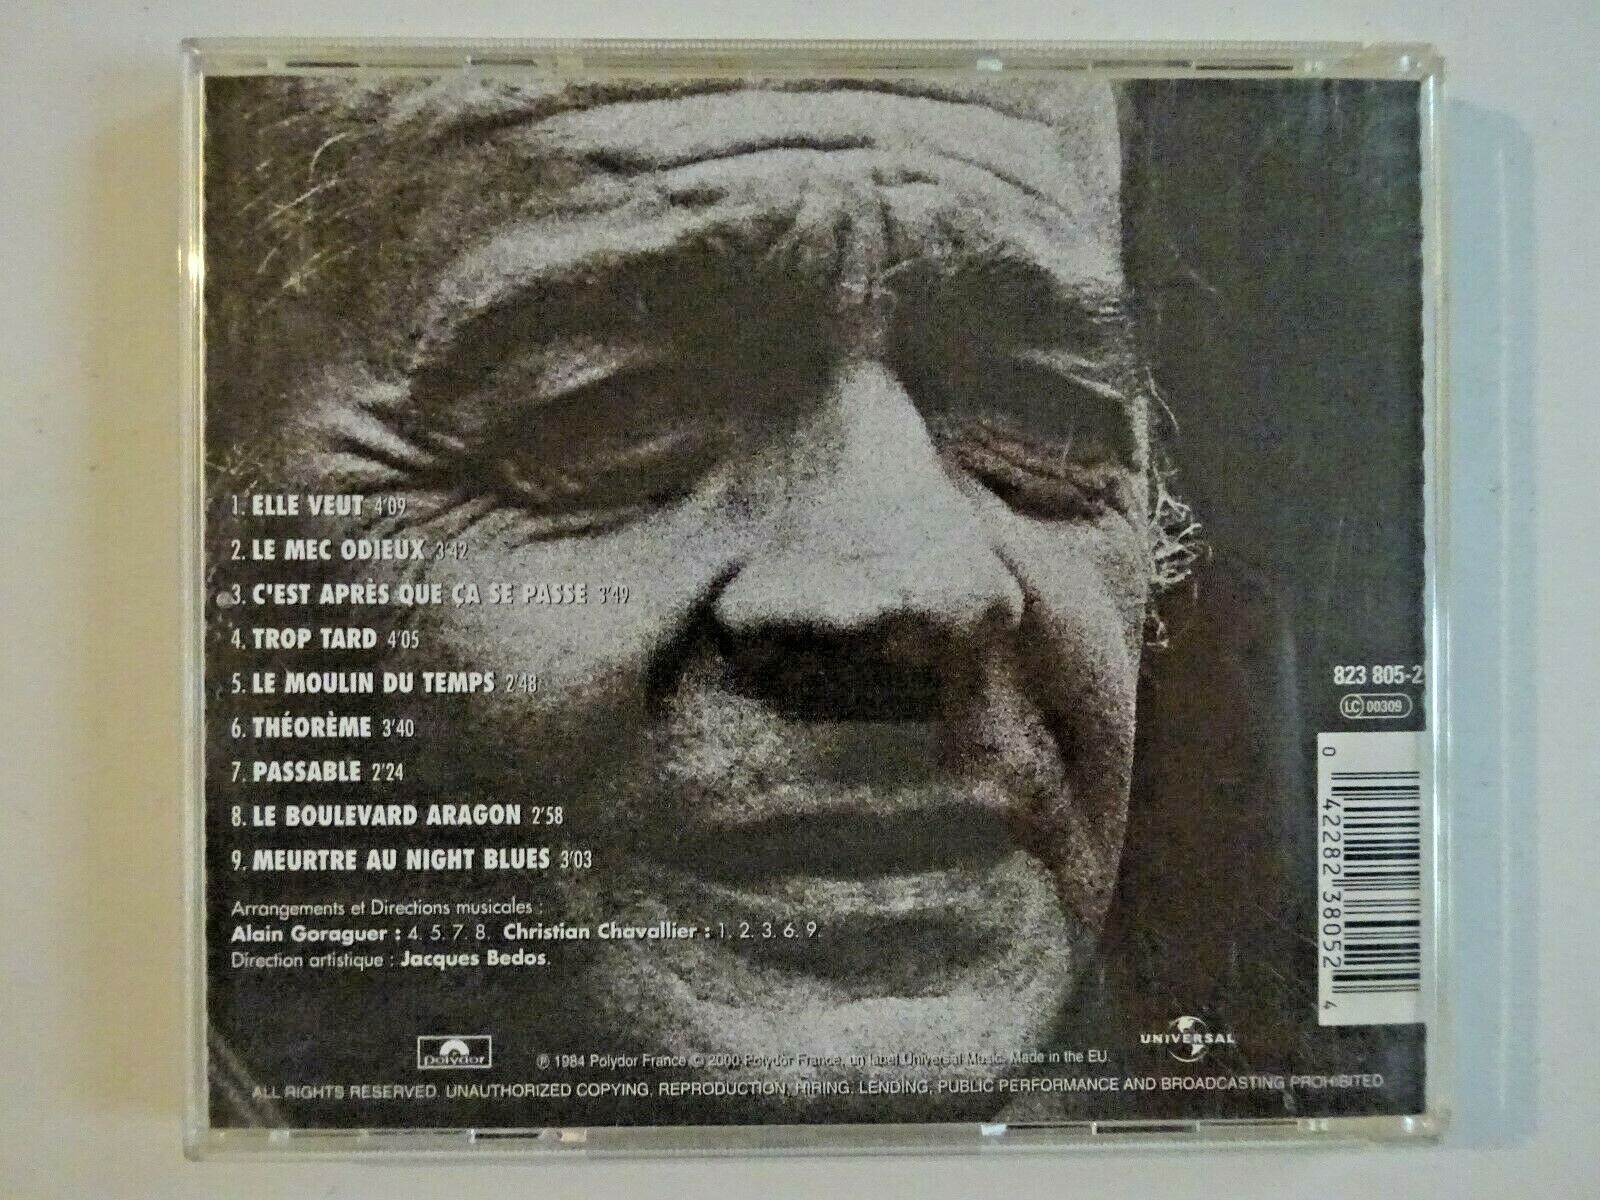 1. ELLE VEUT 4'09
2. LE MEC ODIEUX 3'42
3. C'EST APRÈS QUE ÇA SE PASSE 3'49
4. TROP TARD 4'05
5. LE MOULIN DU TEMPS 2'48
6. THÉORÈME 3'40
7. PASSABLE 2'24
8. LE BOULEVARD ARAGON 2'58
9. MEURTRE AU NIGHT BLUES 3'03
Arrangements et Directions musicales :
Alain Goraguer : 4. 5. 7. 8. Christian Chavallier : 1. 2. 3. 6. 9.
Direction artistique : Jacques Bedos.
823 805-2
LC 00309
0 42282 38052 4
polydor
℗ 1984 Polydor France. © 2000 Polydor France, un label Universal Music. Made in the EU.
UNIVERSAL
ALL RIGHTS RESERVED. UNAUTHORIZED COPYING, REPRODUCTION, HIRING, LENDING, PUBLIC PERFORMANCE AND BROADCASTING PROHIBITED.